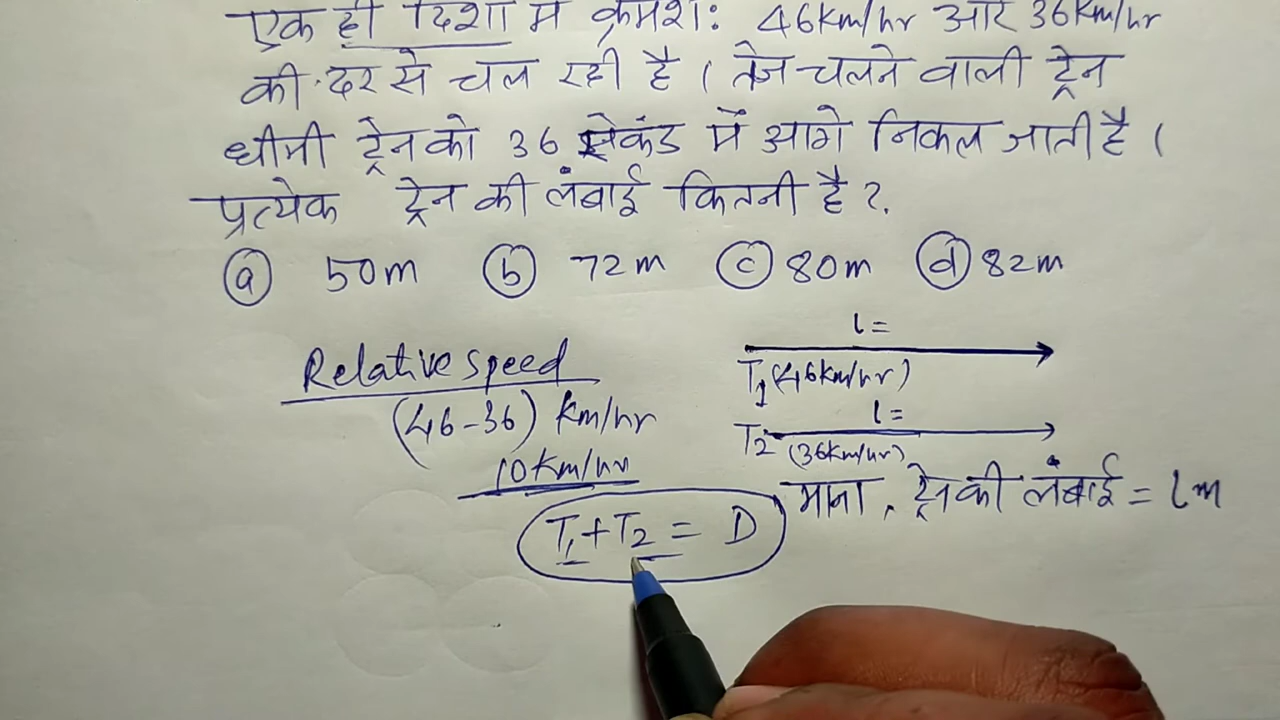 एक ही दिशा में क्रमशः 46km/hr और 36km/hr
की दर से चल रही है। तेज चलने वाली ट्रेन
धीमी ट्रेन को 36 सेकंड में आगे निकल जाती है।
प्रत्येक ट्रेन की लंबाई कितनी है?
(a) 50m (b) 72m (c) 80m (d) 82m
l =
Relative speed
T1 (46km/hr)
(46-36) km/hr
l =
T2 (36km/hr)
10km/hr
माना, ट्रेन की लंबाई = l m
T1 + T2 = D